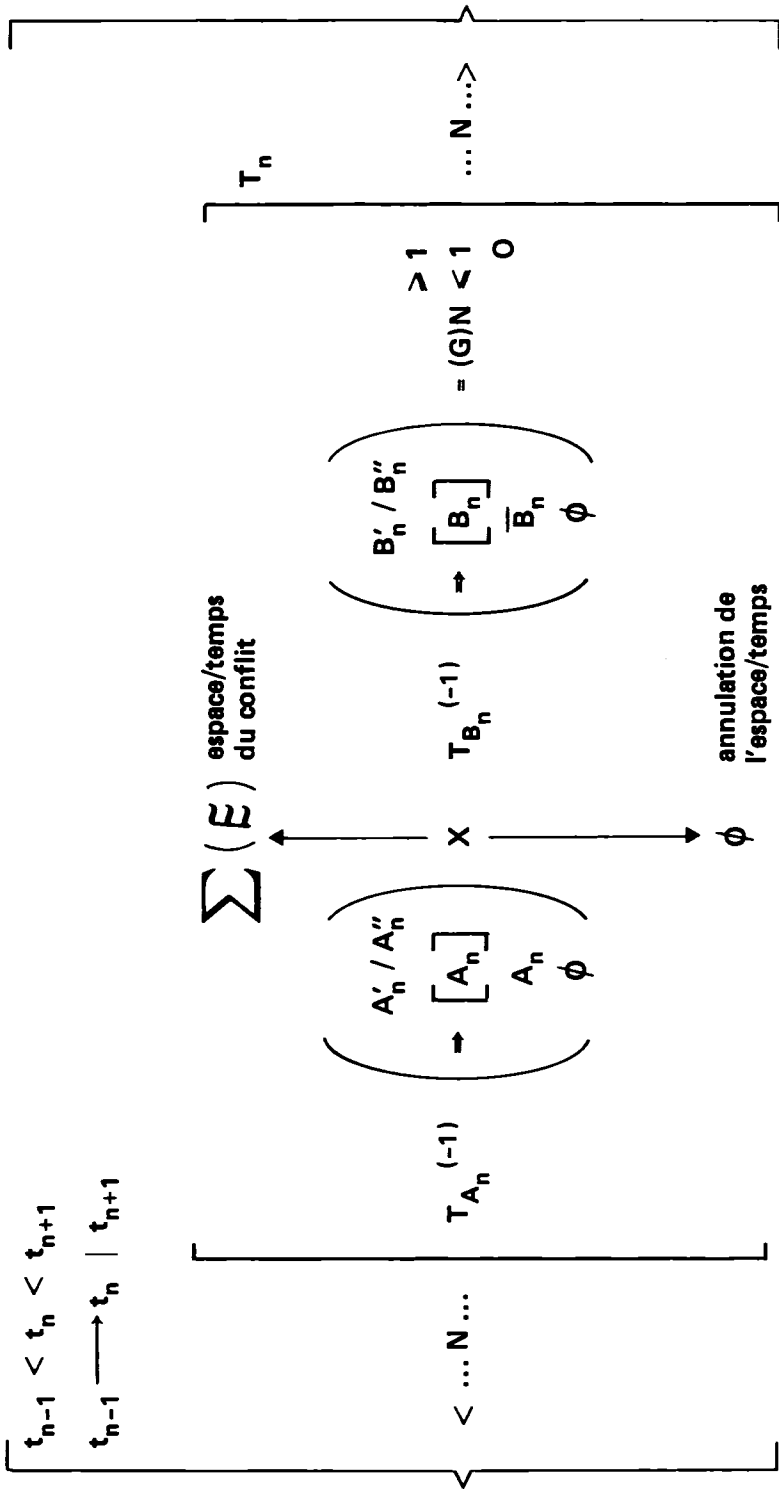 t_{n-1} < t_n < t_{n+1}
t_{n-1} ⟶ t_n | t_{n+1}
∑ (E) espace/temps
du conflit
T_n
< ...N... T_{A_n}^{(-1)} → ( A'_n / A''_n
[A_n]
A_n
ϕ ) X T_{B_n}^{(-1)} → ( B'_n / B''_n
[B_n]
B̅_n
ϕ ) = (G)N > 1
< 1
O
...N...>
ϕ
annulation de
l'espace/temps